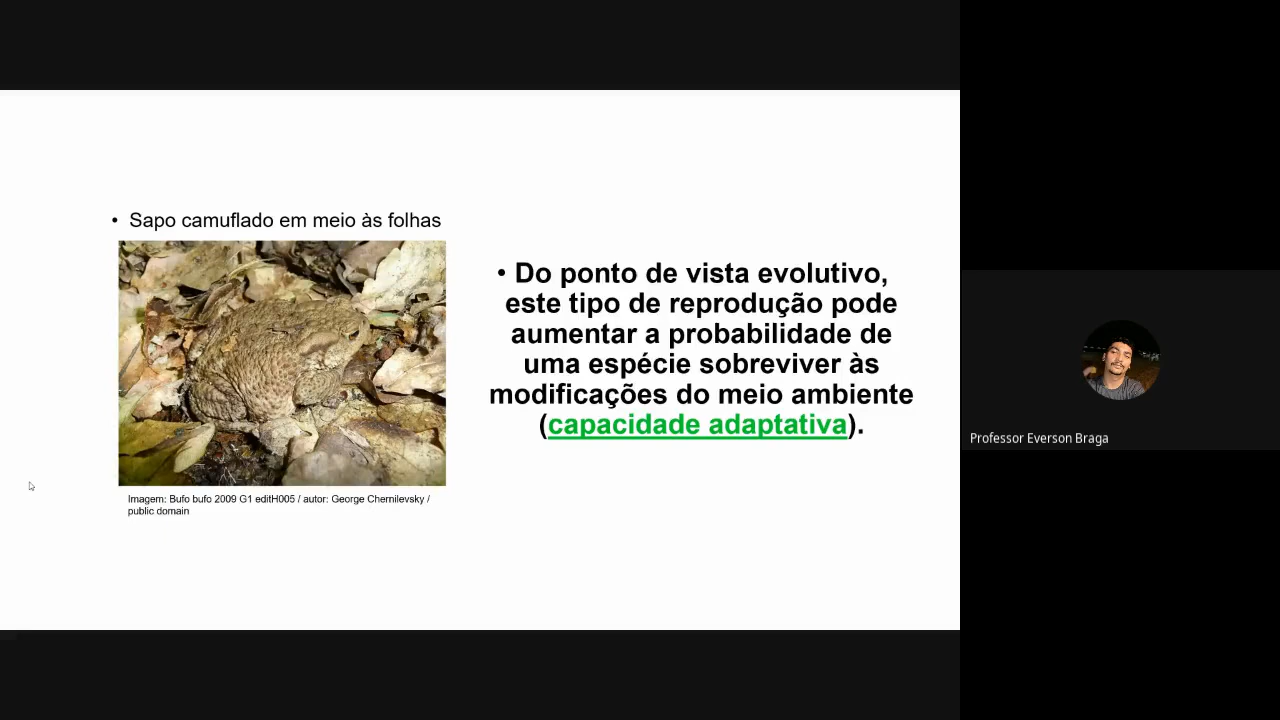 • Sapo camuflado em meio às folhas
• Do ponto de vista evolutivo,
este tipo de reprodução pode
aumentar a probabilidade de
uma espécie sobreviver às
modificações do meio ambiente
(capacidade adaptativa).
Imagem: Bufo bufo 2009 G1 editH005 / autor: George Chernilevsky /
public domain
Professor Everson Braga